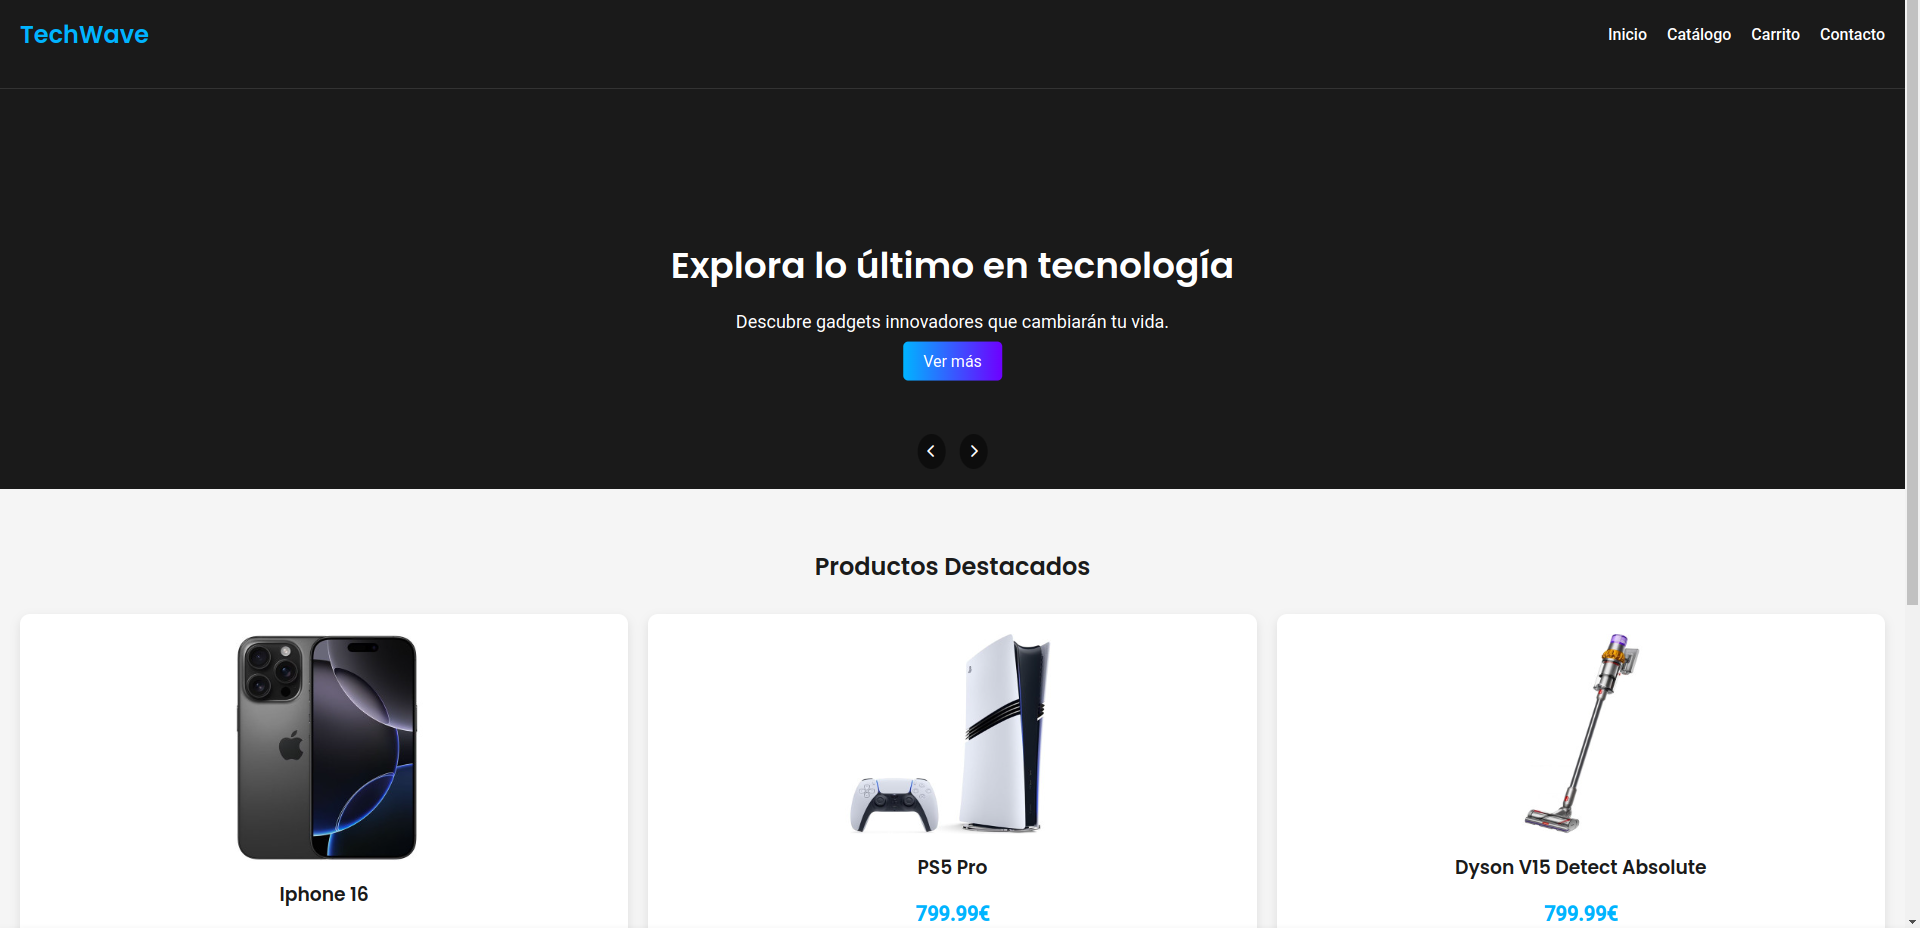 TechWave
Inicio Catálogo Carrito Contacto
Explora lo último en tecnología
Descubre gadgets innovadores que cambiarán tu vida.
Ver más
Productos Destacados
Iphone 16
PS5 Pro
799.99€
Dyson V15 Detect Absolute
799.99€